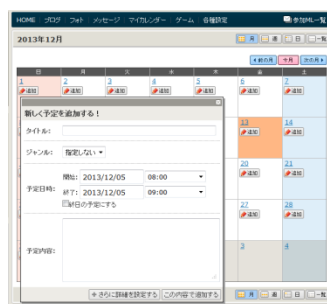 HOME ブログ フォト メッセージ マイカレンダー ゲーム 各種設定 参加ML一覧
2013年12月 月 週 日 一覧
前の月 今月 次の月
日 月 火 水 木 金 土
1 2 3 4 5 6 7
追加 追加 追加 追加 追加 追加 追加
新しく予定を追加する！
タイトル:
ジャンル: 指定しない
13 14
追加 追加
予定日時: 開始: 2013/12/05 08:00
終了: 2013/12/05 09:00
終日の予定にする
20 21
追加 追加
27 28
追加 追加
予定内容:
3 4
さらに詳細を設定する この内容で追加する
月 週 日 一覧